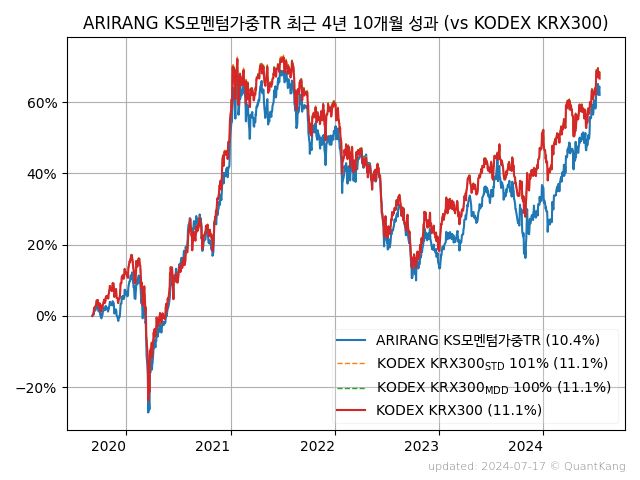 ARIRANG KS모멘텀가중TR 최근 4년 10개월 성과 (vs KODEX KRX300)
60%
40%
20%
0%
−20%
ARIRANG KS모멘텀가중TR (10.4%)
KODEX KRX300STD 101% (11.1%)
KODEX KRX300MDD 100% (11.1%)
KODEX KRX300 (11.1%)
2020 2021 2022 2023 2024
updated: 2024-07-17 © QuantKang